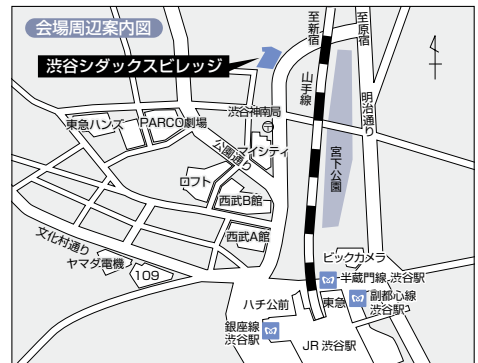 会場周辺案内図
渋谷シダックスビレッジ
至新宿
至原宿
山手線
明治通り
渋谷神南局
東急ハンズ
PARCO劇場
公園通り
マイシティ
宮下公園
ロフト
西武B館
西武A館
文化村通り
ヤマダ電機
109
ビックカメラ
半蔵門線 渋谷駅
ハチ公前
東急
副都心線
渋谷駅
銀座線
渋谷駅
JR 渋谷駅